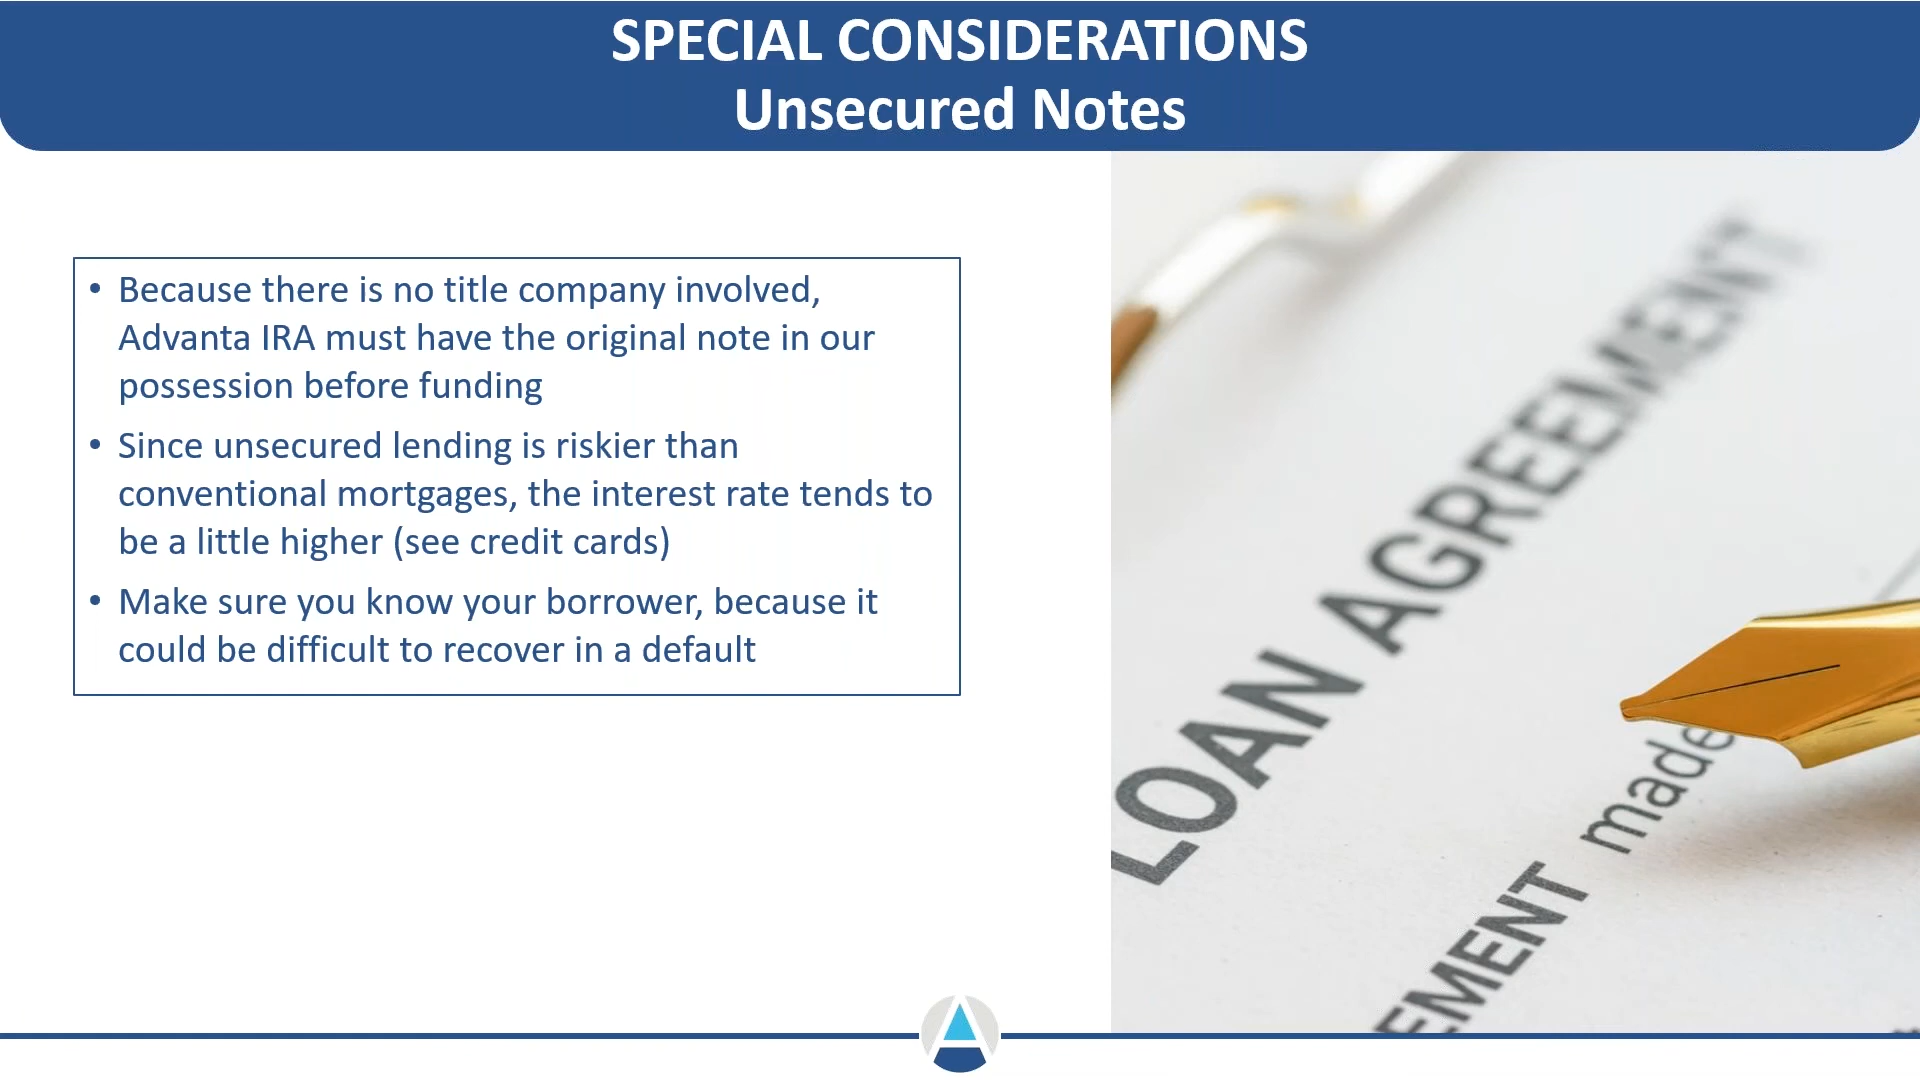 SPECIAL CONSIDERATIONS
Unsecured Notes
• Because there is no title company involved,
Advanta IRA must have the original note in our
possession before funding
• Since unsecured lending is riskier than
conventional mortgages, the interest rate tends to
be a little higher (see credit cards)
• Make sure you know your borrower, because it
could be difficult to recover in a default
LOAN AGREEMENT
EMENT made